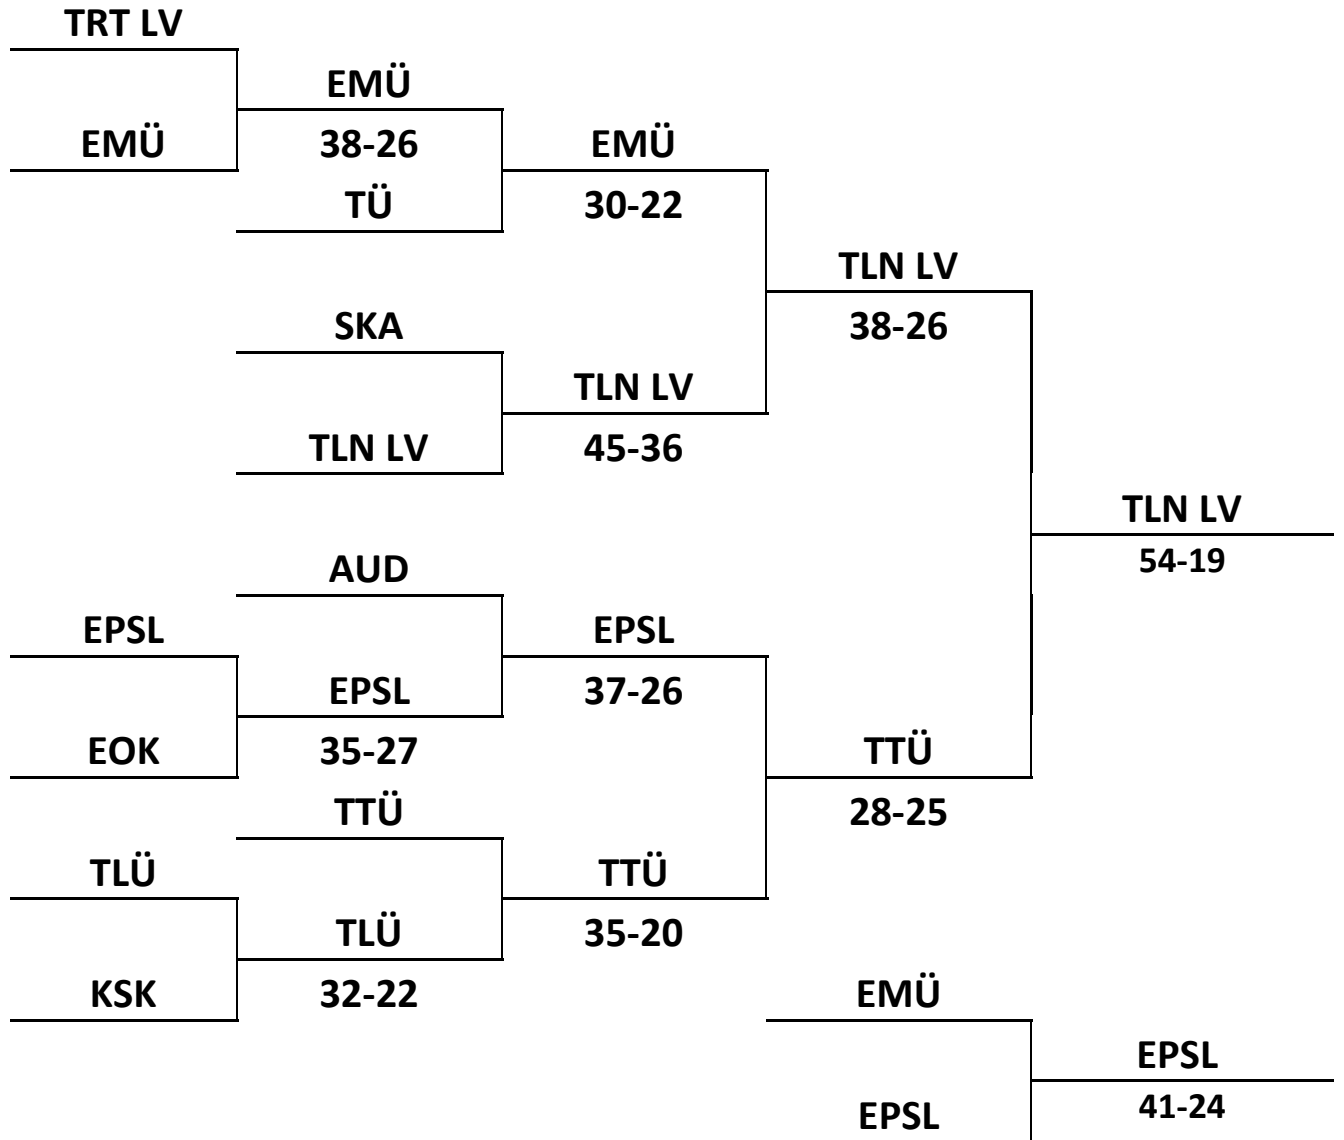 TRT LV
EMÜ
EMÜ
38-26
EMÜ
TÜ
30-22
TLN LV
SKA
38-26
TLN LV
TLN LV
45-36
TLN LV
AUD
54-19
EPSL
EPSL
EPSL
37-26
EOK
35-27
TTÜ
TTÜ
28-25
TLÜ
TTÜ
TLÜ
35-20
KSK
32-22
EMÜ
EPSL
EPSL
41-24